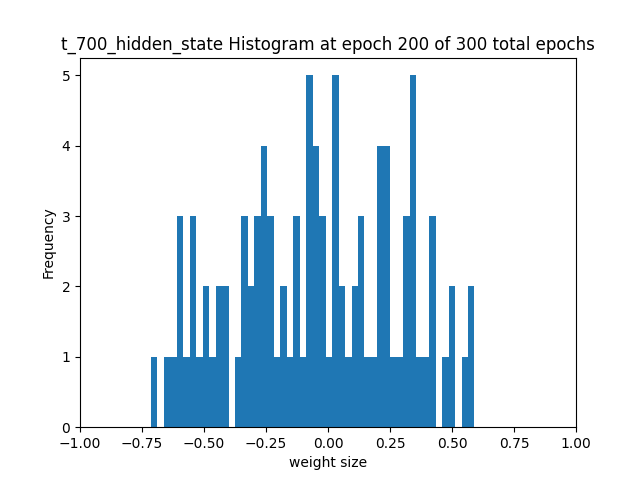 t_700_hidden_state Histogram at epoch 200 of 300 total epochs
5
4
3
2
1
0
Frequency
−1.00 −0.75 −0.50 −0.25 0.00 0.25 0.50 0.75 1.00
weight size